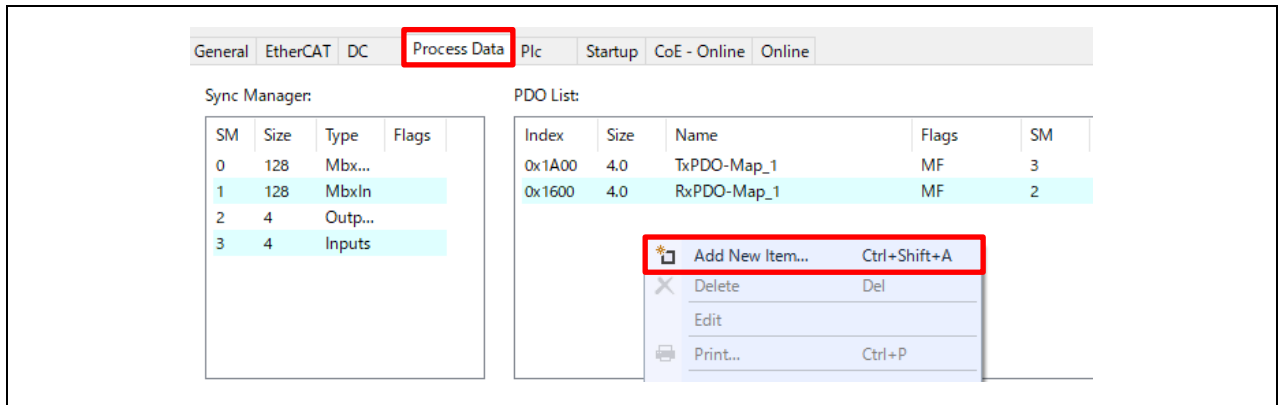 General EtherCAT DC Process Data Plc Startup CoE - Online Online
Sync Manager: PDO List:
SM Size Type Flags Index Size Name Flags SM
0 128 Mbx... 0x1A00 4.0 TxPDO-Map_1 MF 3
1 128 MbxIn 0x1600 4.0 RxPDO-Map_1 MF 2
2 4 Outp...
3 4 Inputs
Add New Item... Ctrl+Shift+A
Delete Del
Edit
Print... Ctrl+P